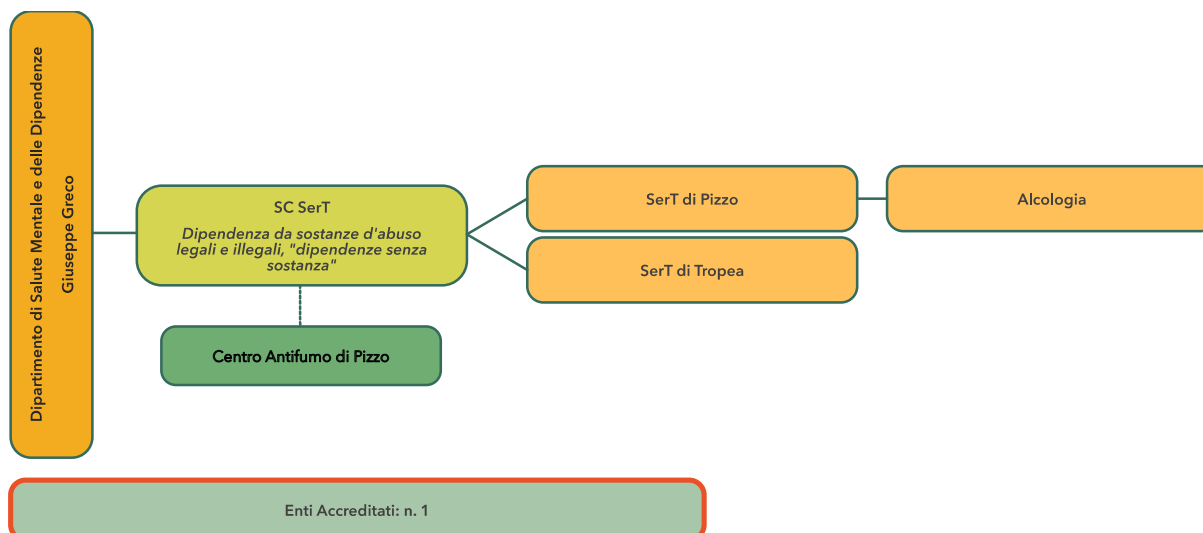 Dipartimento di Salute Mentale e delle Dipendenze
Giuseppe Greco
SC SerT
Dipendenza da sostanze d'abuso
legali e illegali, "dipendenze senza
sostanza"
Centro Antifumo di Pizzo
SerT di Pizzo
Alcologia
SerT di Tropea
Enti Accreditati: n. 1